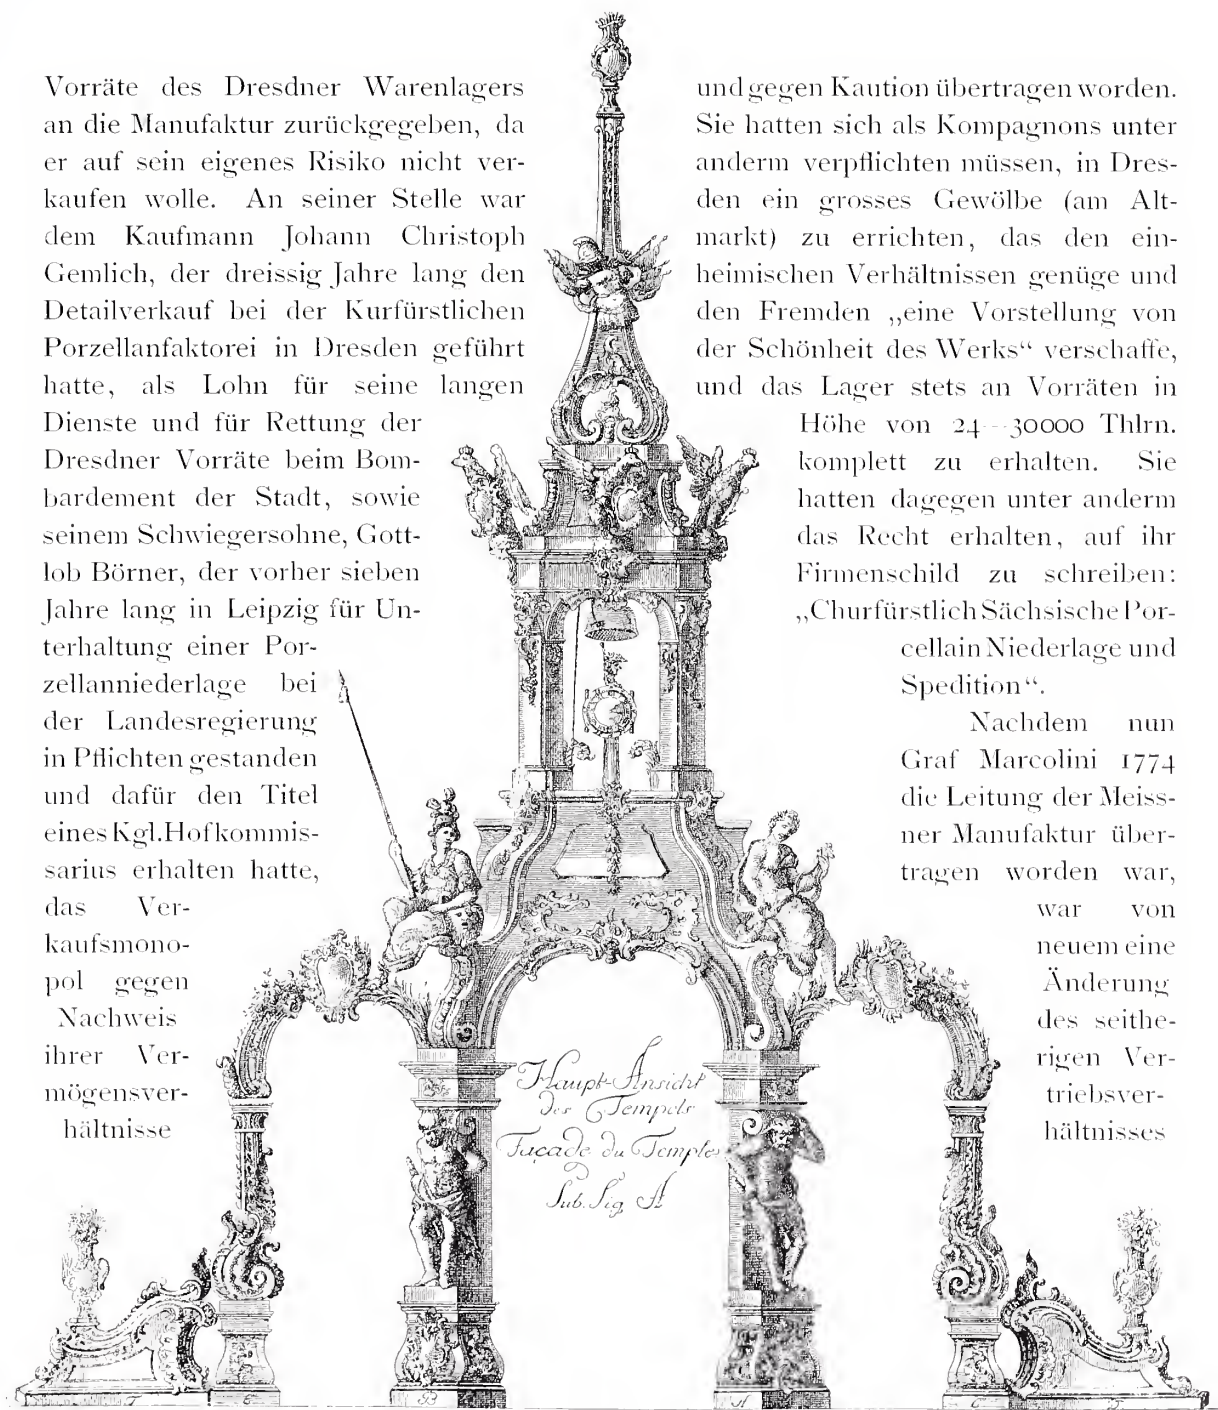 Vorräte des Dresdner Warenlagers
an die Manufaktur zurückgegeben, da
er auf sein eigenes Risiko nicht ver-
kaufen wolle. An seiner Stelle war
dem Kaufmann Johann Christoph
Gemlich, der dreissig Jahre lang den
Detailverkauf bei der Kurfürstlichen
Porzellanfaktorei in Dresden geführt
hatte, als Lohn für seine langen
Dienste und für Rettung der
Dresdner Vorräte beim Bom-
bardement der Stadt, sowie
seinem Schwiegersohne, Gott-
lob Börner, der vorher sieben
Jahre lang in Leipzig für Un-
terhaltung einer Por-
zellanniederlage bei
der Landesregierung
in Pflichten gestanden
und dafür den Titel
eines Kgl. Hofkommis-
sarius erhalten hatte,
das Ver-
kaufsmono-
pol gegen
Nachweis
ihrer Ver-
mögensver-
hältnisse
und gegen Kaution übertragen worden.
Sie hatten sich als Kompagnons unter
anderm verpflichten müssen, in Dres-
den ein grosses Gewölbe (am Alt-
markt) zu errichten, das den ein-
heimischen Verhältnissen genüge und
den Fremden „eine Vorstellung von
der Schönheit des Werks“ verschaffe,
und das Lager stets an Vorräten in
Höhe von 24–30000 Thlrn.
komplett zu erhalten. Sie
hatten dagegen unter anderm
das Recht erhalten, auf ihr
Firmenschild zu schreiben:
„Churfürstlich Sächsische Por-
cellain Niederlage und
Spedition“.
Nachdem nun
Graf Marcolini 1774
die Leitung der Meiss-
ner Manufaktur über-
tragen worden war,
war von
neuem eine
Änderung
des seithe-
rigen Ver-
triebsver-
hältnisses
Haupt-Ansicht
des Tempels
Façade du Temple
Sub. Sig. A
B
A
C